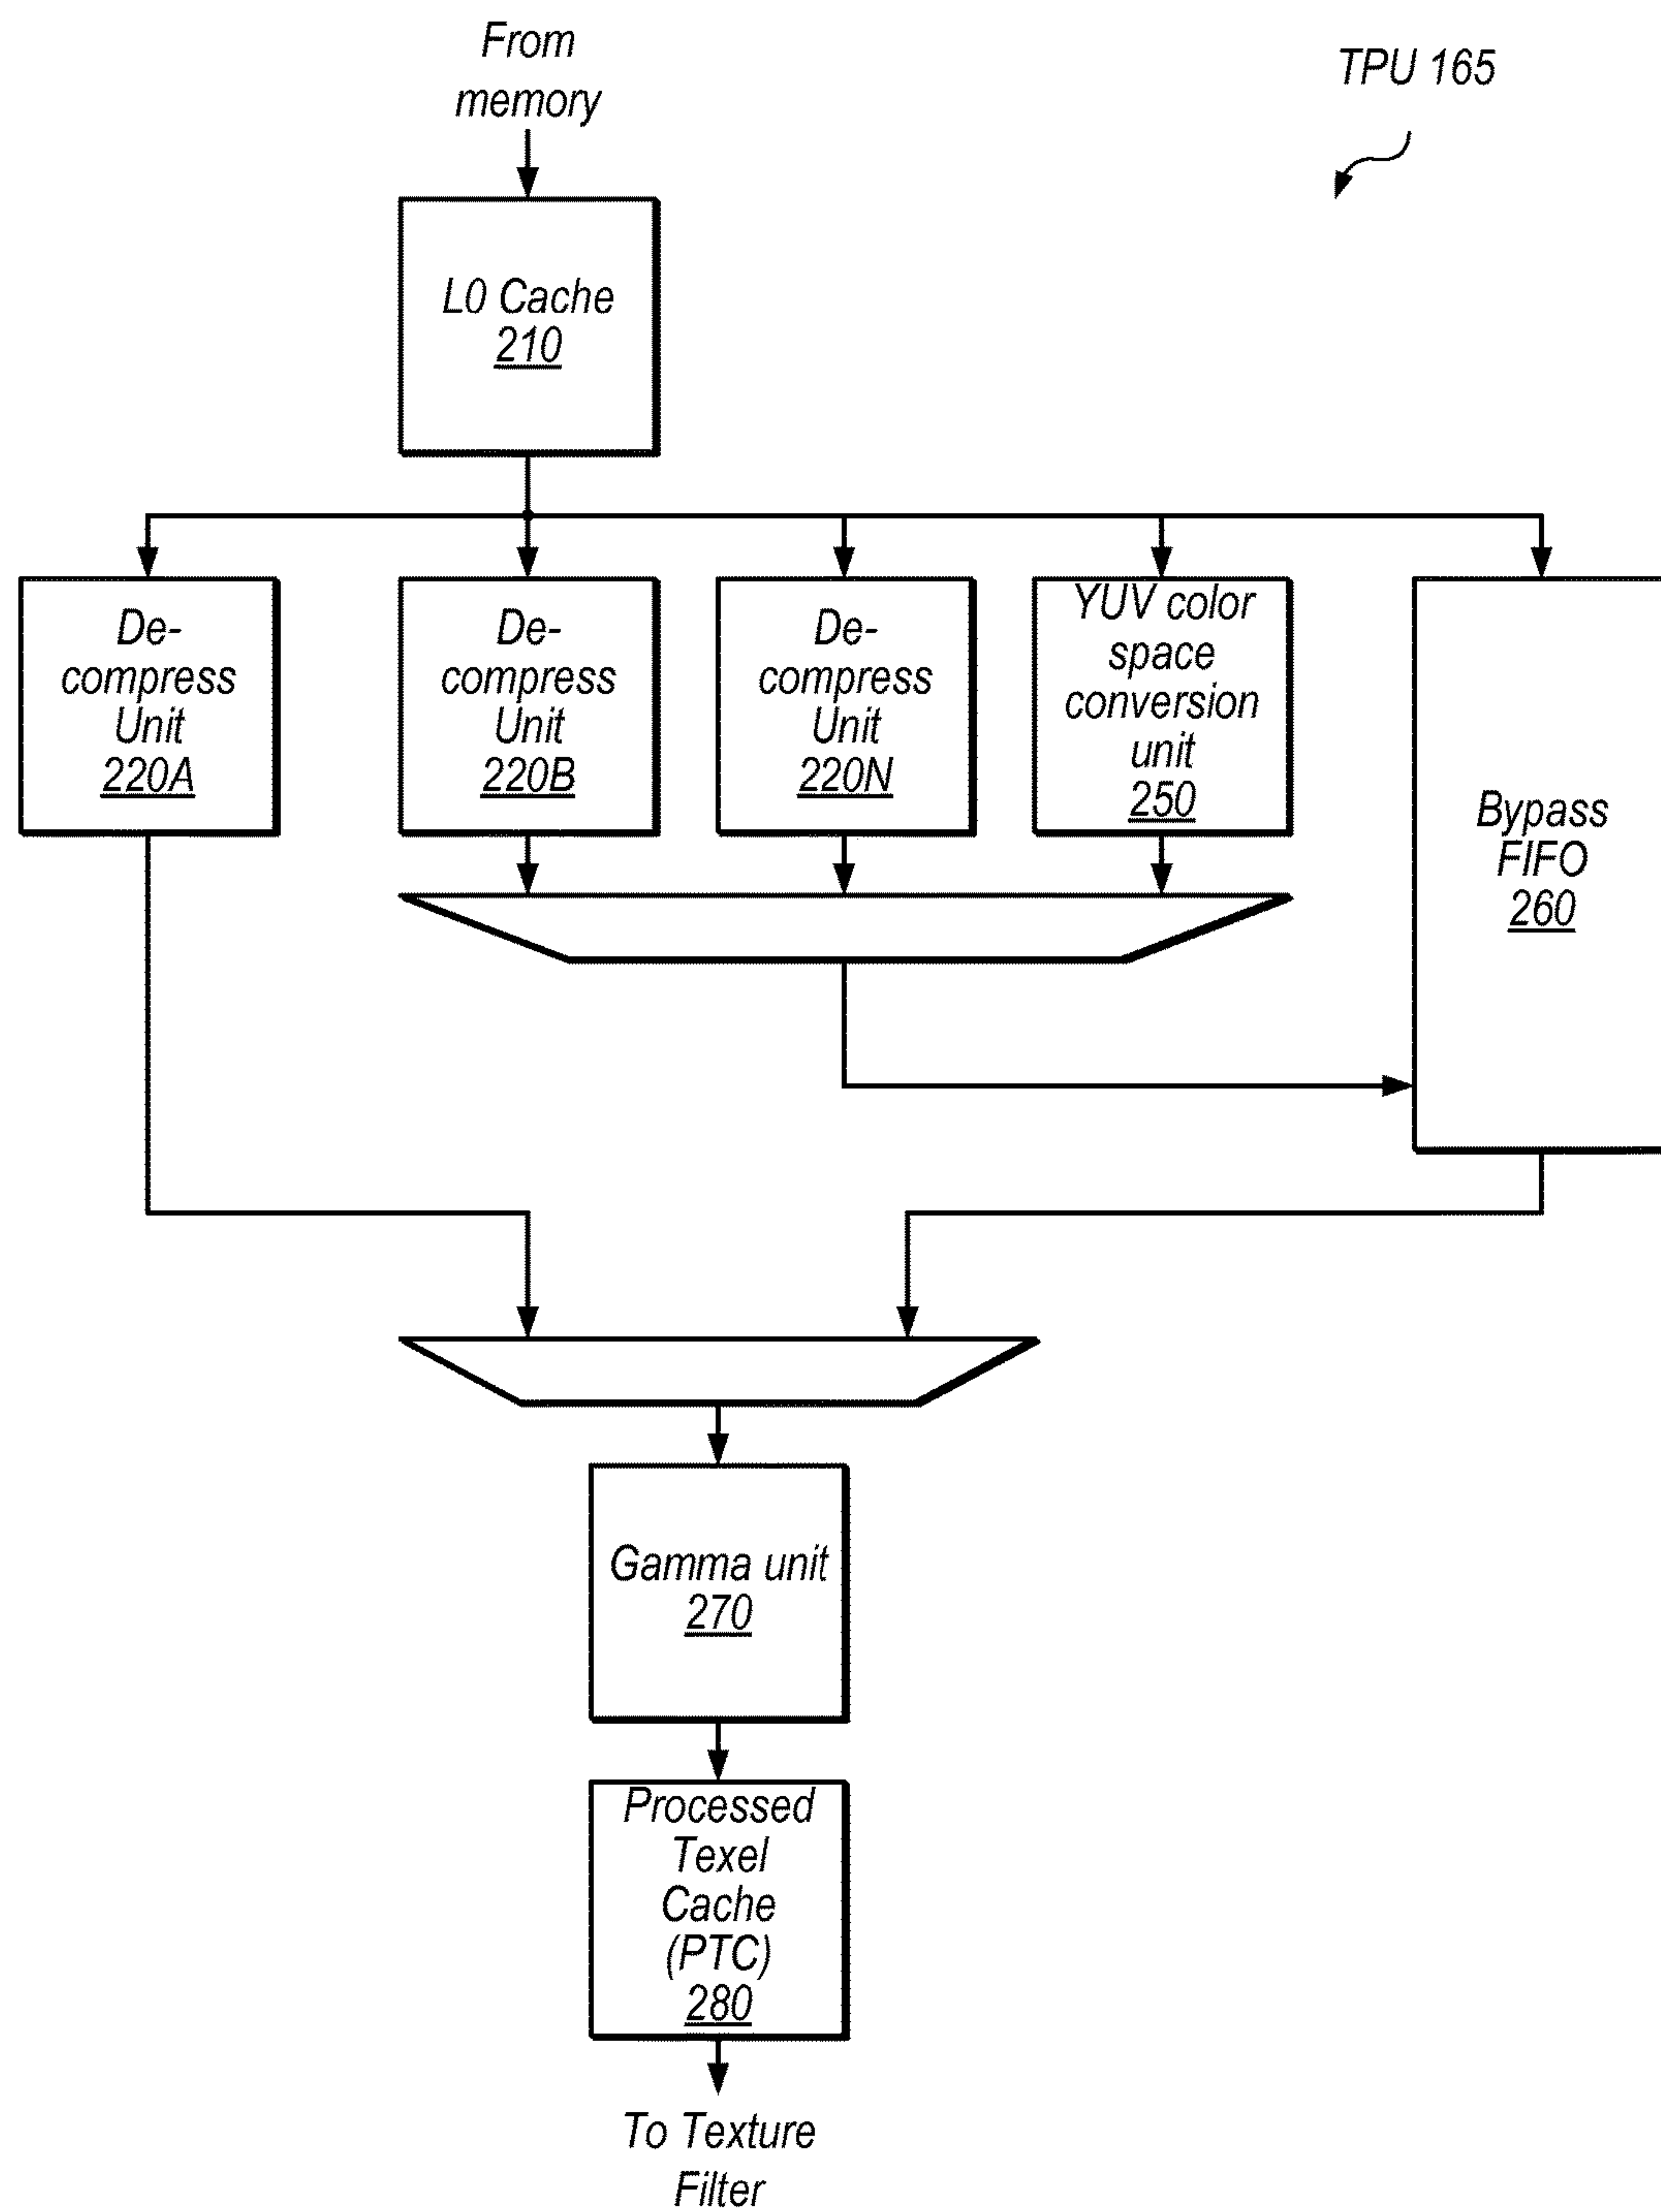 From
memory
TPU 165
L0 Cache
210
De-
compress
Unit
220A
De-
compress
Unit
220B
De-
compress
Unit
220N
YUV color
space
conversion
unit
250
Bypass
FIFO
260
Gamma unit
270
Processed
Texel
Cache
(PTC)
280
To Texture
Filter